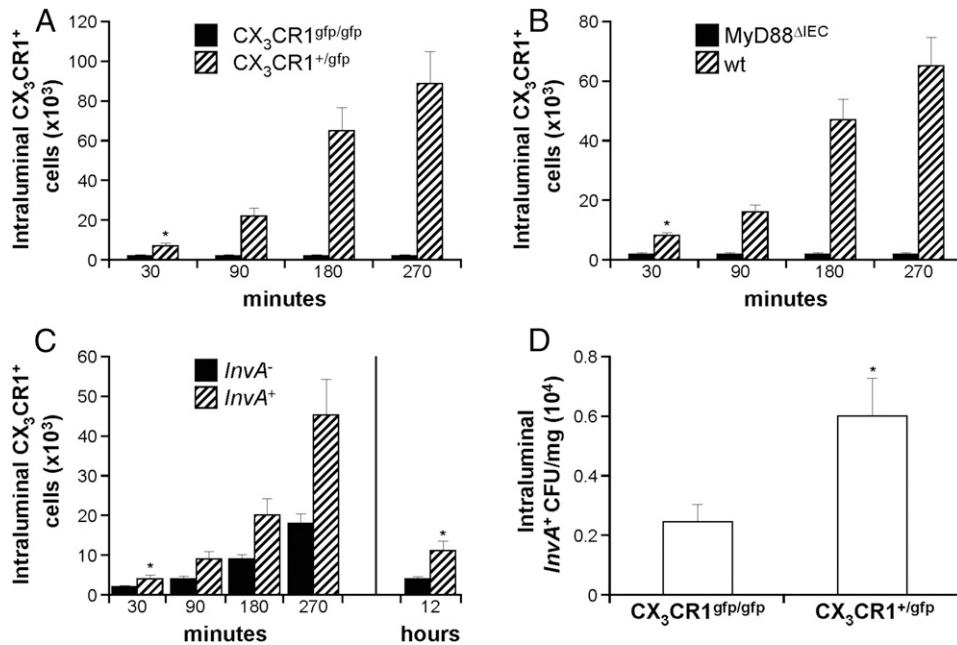 A
Intraluminal CX₃CR1⁺
cells (x10³)
120
100
80
60
40
20
0
CX₃CR1ᵍᶠᵖ/ᵍᶠᵖ
CX₃CR1⁺/ᵍᶠᵖ
*
30 90 180 270
minutes
B
Intraluminal CX₃CR1⁺
cells (x10³)
80
60
40
20
0
MyD88ᐞᴵᴱᶜ
wt
*
30 90 180 270
minutes
C
Intraluminal CX₃CR1⁺
cells (x10³)
60
50
40
30
20
10
0
InvA⁻
InvA⁺
* *
30 90 180 270 12
minutes hours
D
Intraluminal
InvA⁺ CFU/mg (10⁴)
0.8
0.6
0.4
0.2
0
*
CX₃CR1ᵍᶠᵖ/ᵍᶠᵖ CX₃CR1⁺/ᵍᶠᵖ